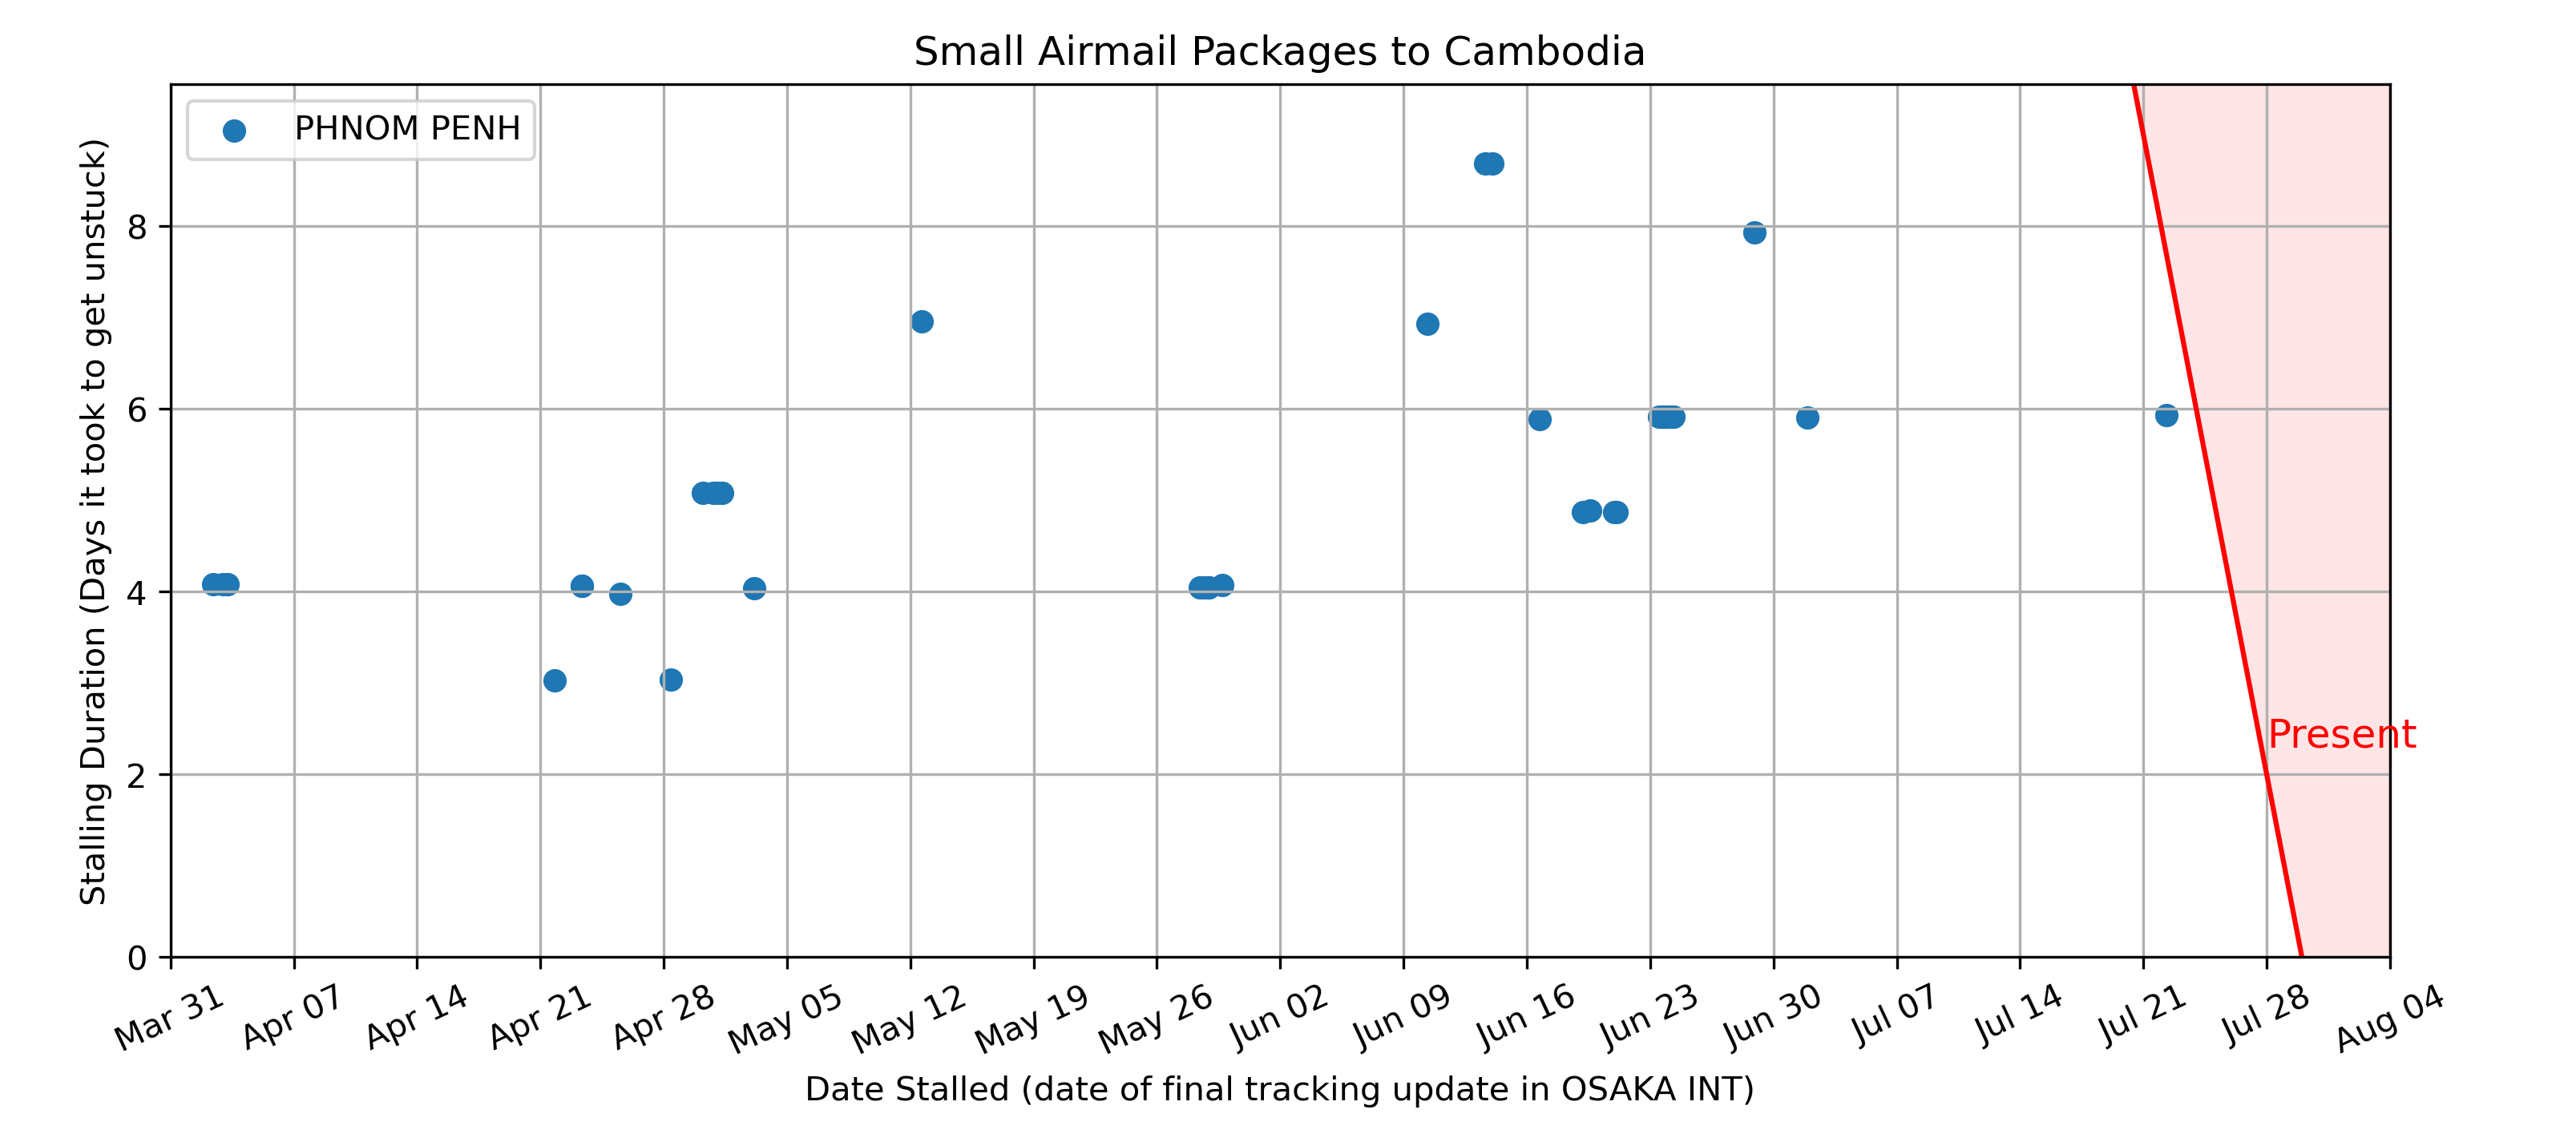 Small Airmail Packages to Cambodia
PHNOM PENH
Stalling Duration (Days it took to get unstuck)
8
6
4
2
0
Present
Mar 31
Apr 07
Apr 14
Apr 21
Apr 28
May 05
May 12
May 19
May 26
Jun 02
Jun 09
Jun 16
Jun 23
Jun 30
Jul 07
Jul 14
Jul 21
Jul 28
Aug 04
Date Stalled (date of final tracking update in OSAKA INT)